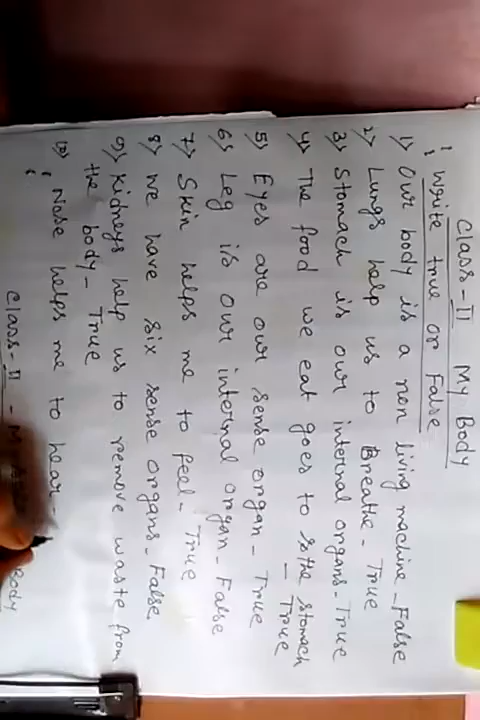 Class-II My Body
Write true or False
1) Our body is a non living machine - False
2) Lungs help us to Breathe - True
3) Stomach is our internal organs - True
4) The food we eat goes to sthe stomach
- True
5) Eyes are our sense organ - True
6) Leg is our internal organ - False
7) Skin helps me to feel - True
8) We have six sense organs - False
9) Kidneys help us to remove waste from
the body - True
10) Nose helps me to hear -
Class-II - M
Body